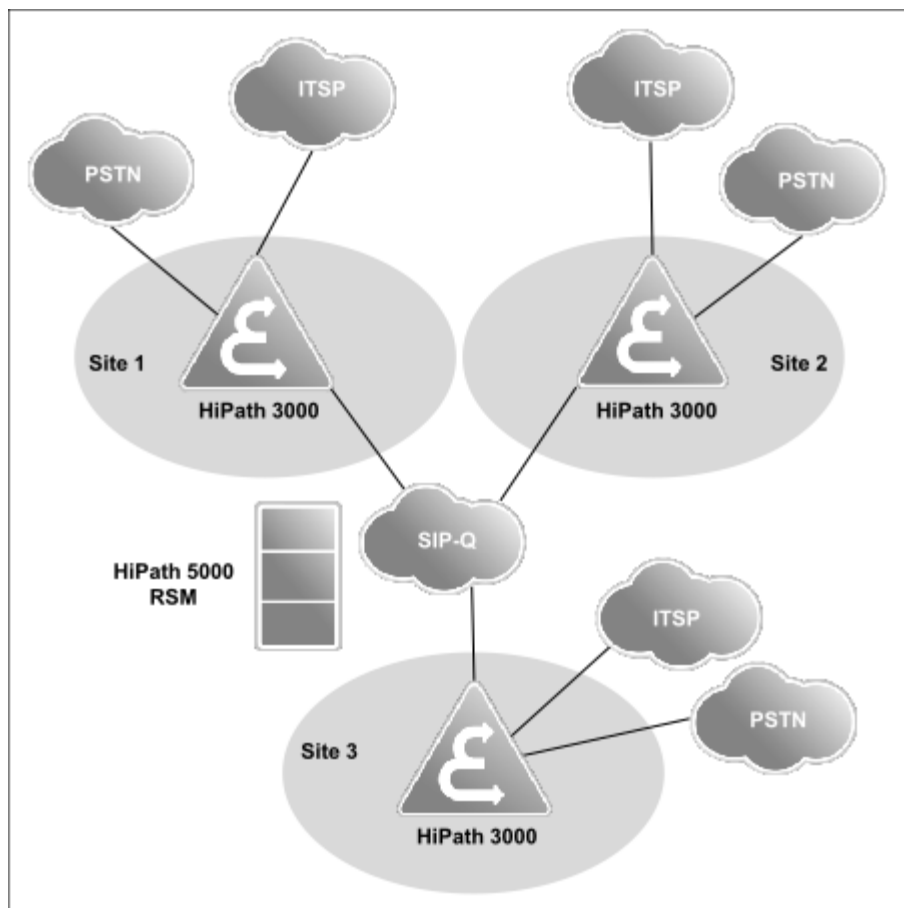 ITSP
ITSP
PSTN
PSTN
Site 1
Site 2
HiPath 3000
HiPath 3000
SIP-Q
HiPath 5000
RSM
ITSP
PSTN
Site 3
HiPath 3000